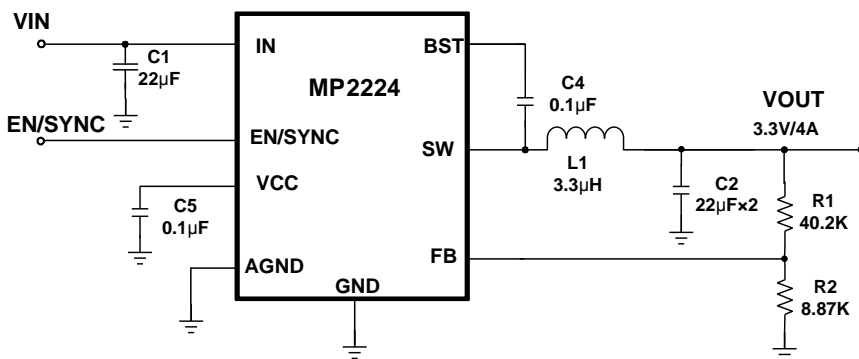 VIN
C1
22μF
IN
BST
MP2224
C4
0.1μF
VOUT
3.3V/4A
EN/SYNC
EN/SYNC
SW
L1
3.3μH
VCC
C5
0.1μF
C2
22μF×2
R1
40.2K
AGND
FB
GND
R2
8.87K